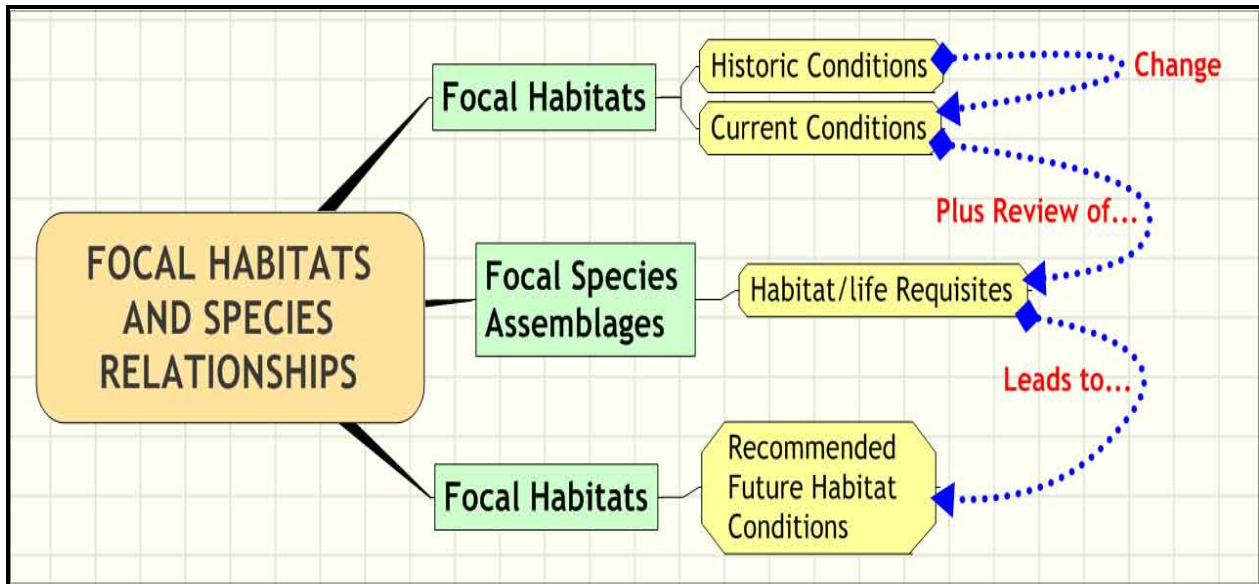 Historic Conditions
Change
Focal Habitats
Current Conditions
Plus Review of...
FOCAL HABITATS
AND SPECIES
RELATIONSHIPS
Focal Species
Assemblages
Habitat/life Requisites
Leads to...
Focal Habitats
Recommended
Future Habitat
Conditions